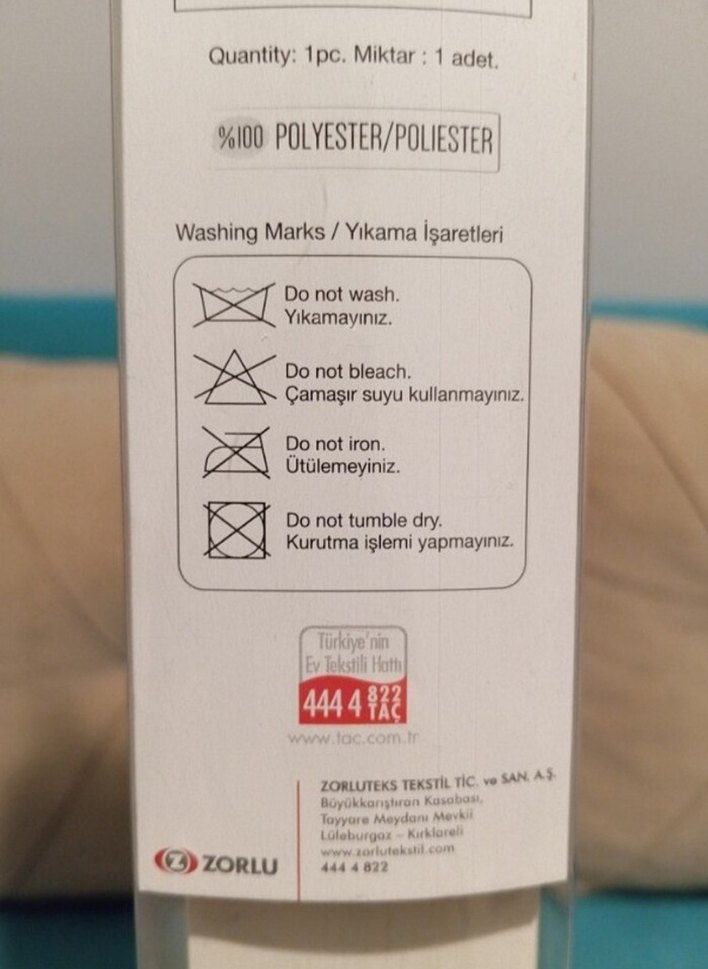 Quantity: 1pc. Miktar : 1 adet.
%100 POLYESTER/POLIESTER
Washing Marks / Yıkama İşaretleri
Do not wash.
Yıkamayınız.
Do not bleach.
Çamaşır suyu kullanmayınız.
Do not iron.
Ütülemeyiniz.
Do not tumble dry.
Kurutma işlemi yapmayınız.
Türkiye'nin
Ev Tekstili Hattı
444 4 822 TAÇ
www.tac.com.tr
ZORLUTEKS TEKSTİL TİC. ve SAN. A.Ş.
Büyükkarıştıran Kasabası,
Tayyare Meydanı Mevkii
Lüleburgaz – Kırklareli
www.zorlutekstil.com
444 4 822
Z ZORLU